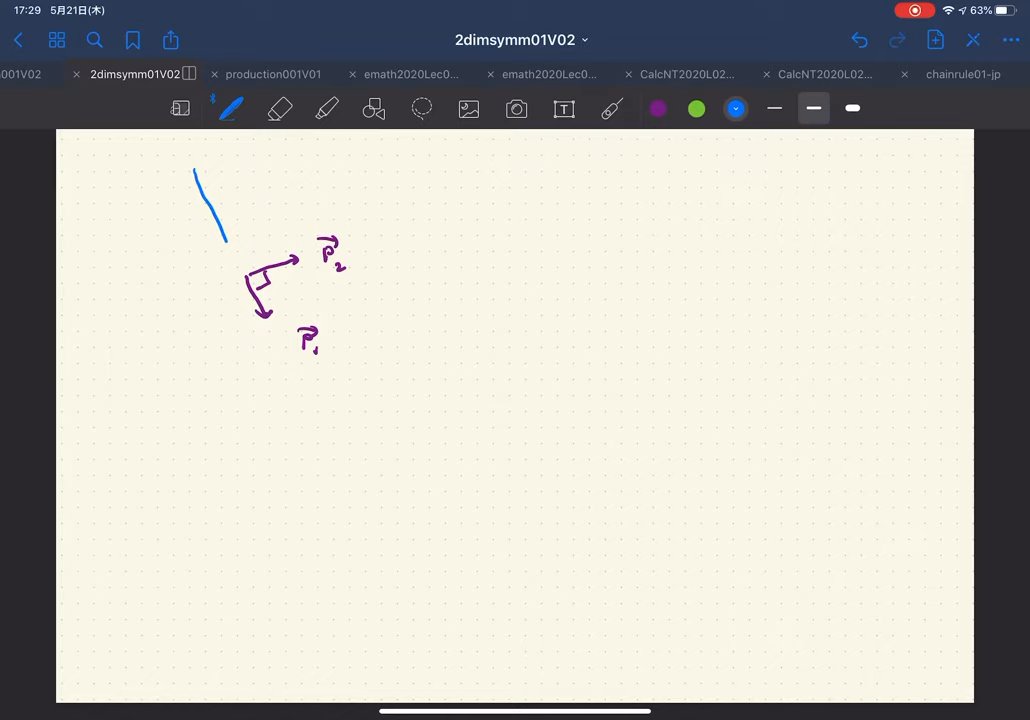 17:29 5月21日(木) 63%
2dimsymm01V02
001V02 2dimsymm01V02 production001V01 emath2020Lec0... emath2020Lec0... CalcNT2020L02... CalcNT2020L02... chainrule01-jp
T
p⃗₂
p⃗₁